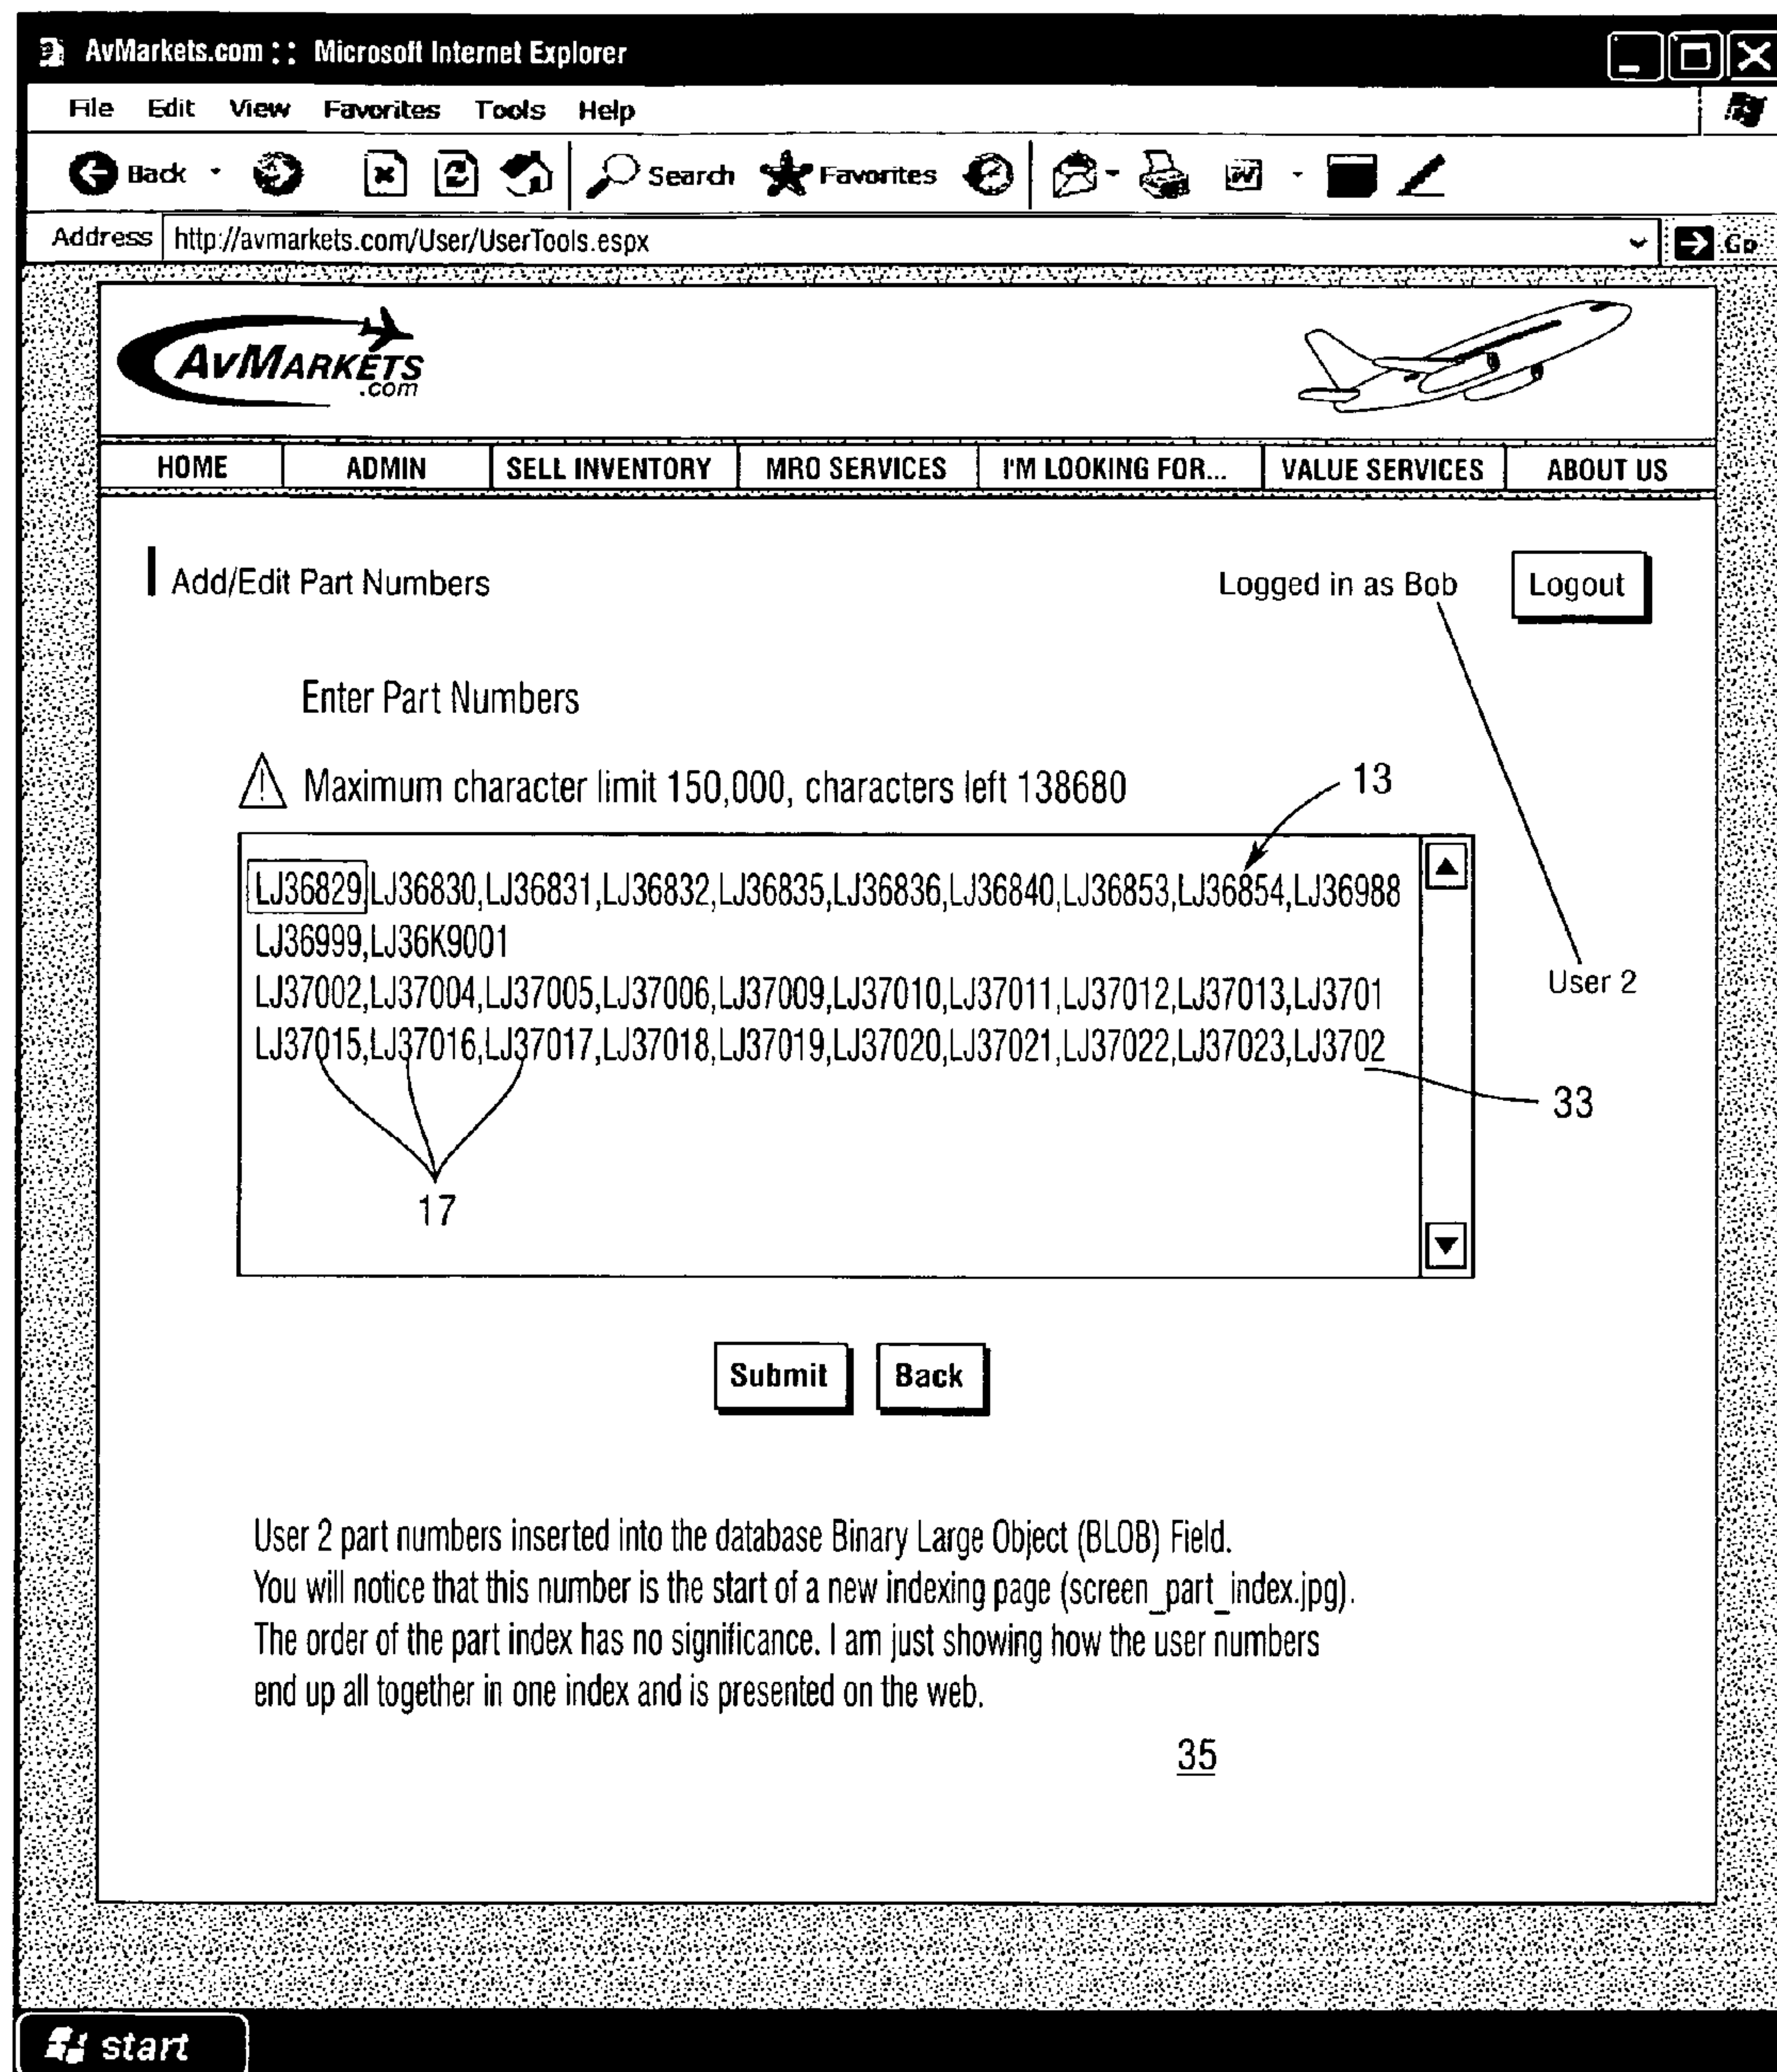 AvMarkets.com :: Microsoft Internet Explorer
File Edit View Favorites Tools Help
Back Search Favorites
Address http://avmarkets.com/User/UserTools.espx Go
AVMARKETS
.com
HOME ADMIN SELL INVENTORY MRO SERVICES I'M LOOKING FOR... VALUE SERVICES ABOUT US
Add/Edit Part Numbers Logged in as Bob Logout
Enter Part Numbers
Maximum character limit 150,000, characters left 138680
13
LJ36829,LJ36830,LJ36831,LJ36832,LJ36835,LJ36836,LJ36840,LJ36853,LJ36854,LJ36988
LJ36999,LJ36K9001
LJ37002,LJ37004,LJ37005,LJ37006,LJ37009,LJ37010,LJ37011,LJ37012,LJ37013,LJ3701
User 2
LJ37015,LJ37016,LJ37017,LJ37018,LJ37019,LJ37020,LJ37021,LJ37022,LJ37023,LJ3702
33
17
Submit Back
User 2 part numbers inserted into the database Binary Large Object (BLOB) Field.
You will notice that this number is the start of a new indexing page (screen_part_index.jpg).
The order of the part index has no significance. I am just showing how the user numbers
end up all together in one index and is presented on the web.
35
start